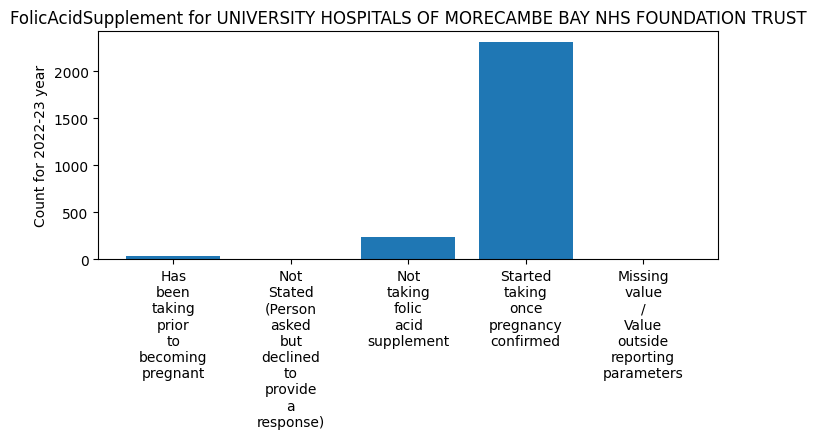 FolicAcidSupplement for UNIVERSITY HOSPITALS OF MORECAMBE BAY NHS FOUNDATION TRUST
Count for 2022-23 year
2000
1500
1000
500
0
Has
been
taking
prior
to
becoming
pregnant
Not
Stated
(Person
asked
but
declined
to
provide
a
response)
Not
taking
folic
acid
supplement
Started
taking
once
pregnancy
confirmed
Missing
value
/
Value
outside
reporting
parameters